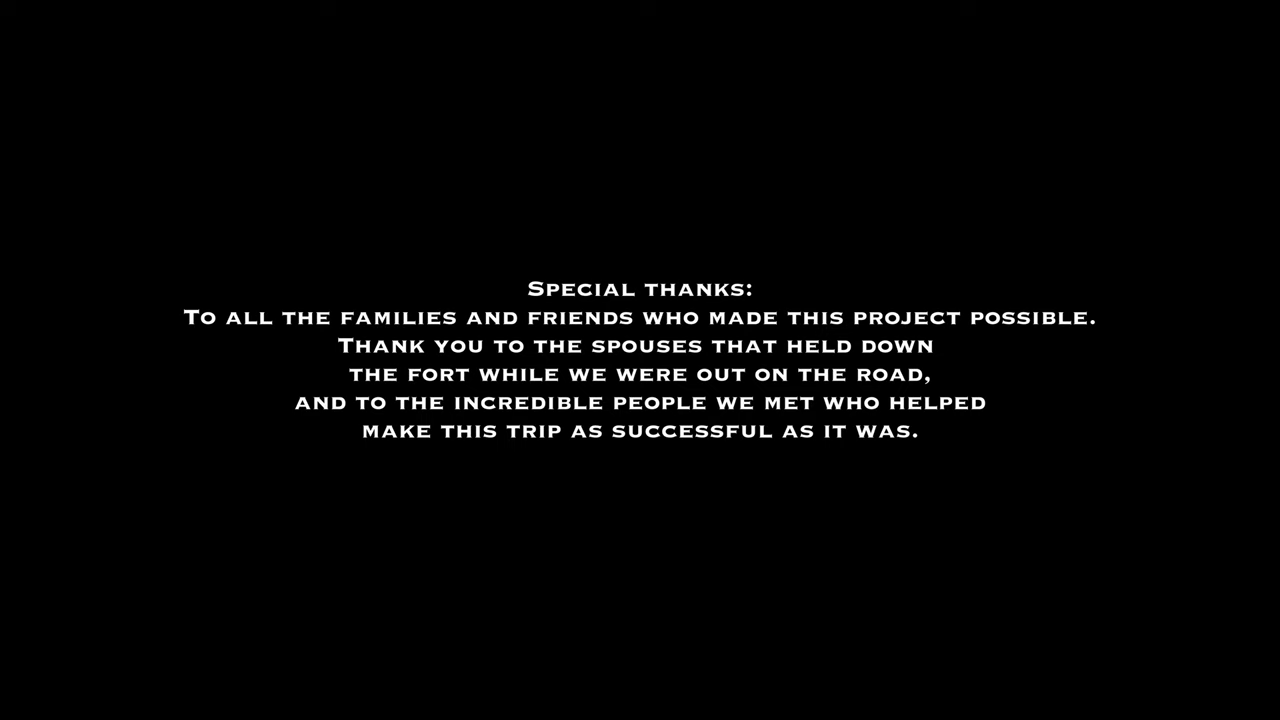 Special thanks:
To all the families and friends who made this project possible.
Thank you to the spouses that held down
the fort while we were out on the road,
and to the incredible people we met who helped
make this trip as successful as it was.